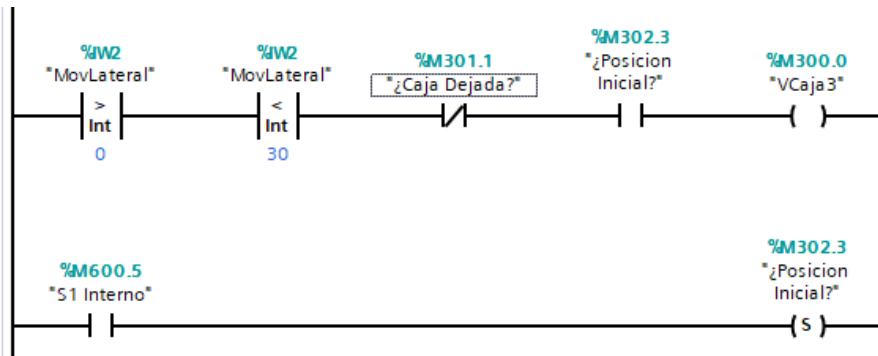 %M302.3
%IW2 %IW2 %M301.1 "¿Posicion %M300.0
"MovLateral" "MovLateral" "¿Caja Dejada?" Inicial?" "VCaja3"
> <
Int Int
0 30
%M302.3
%M600.5 "¿Posicion
"S1 Interno" Inicial?"
S